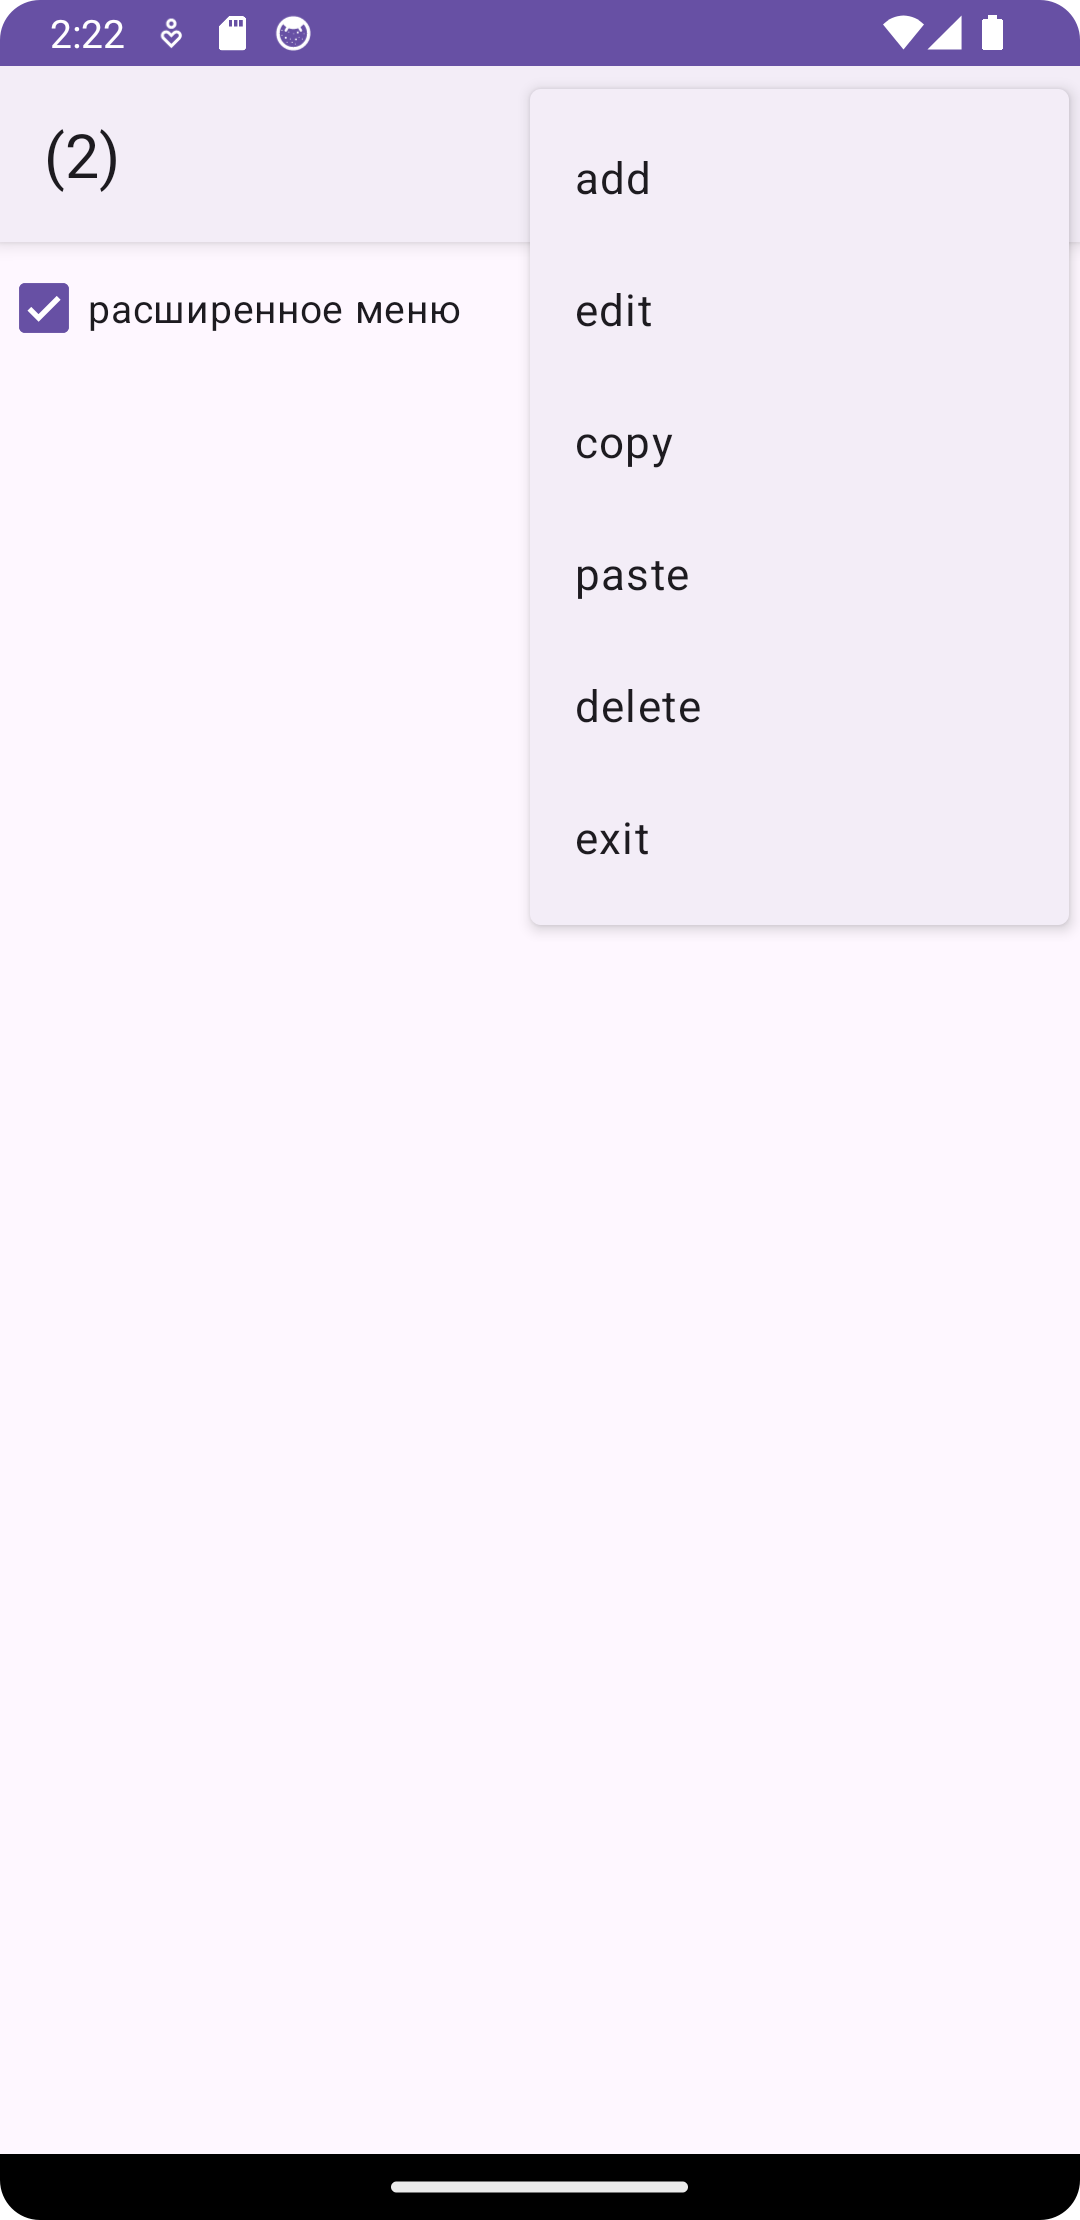 2:22
(2)
расширенное меню
add
edit
copy
paste
delete
exit